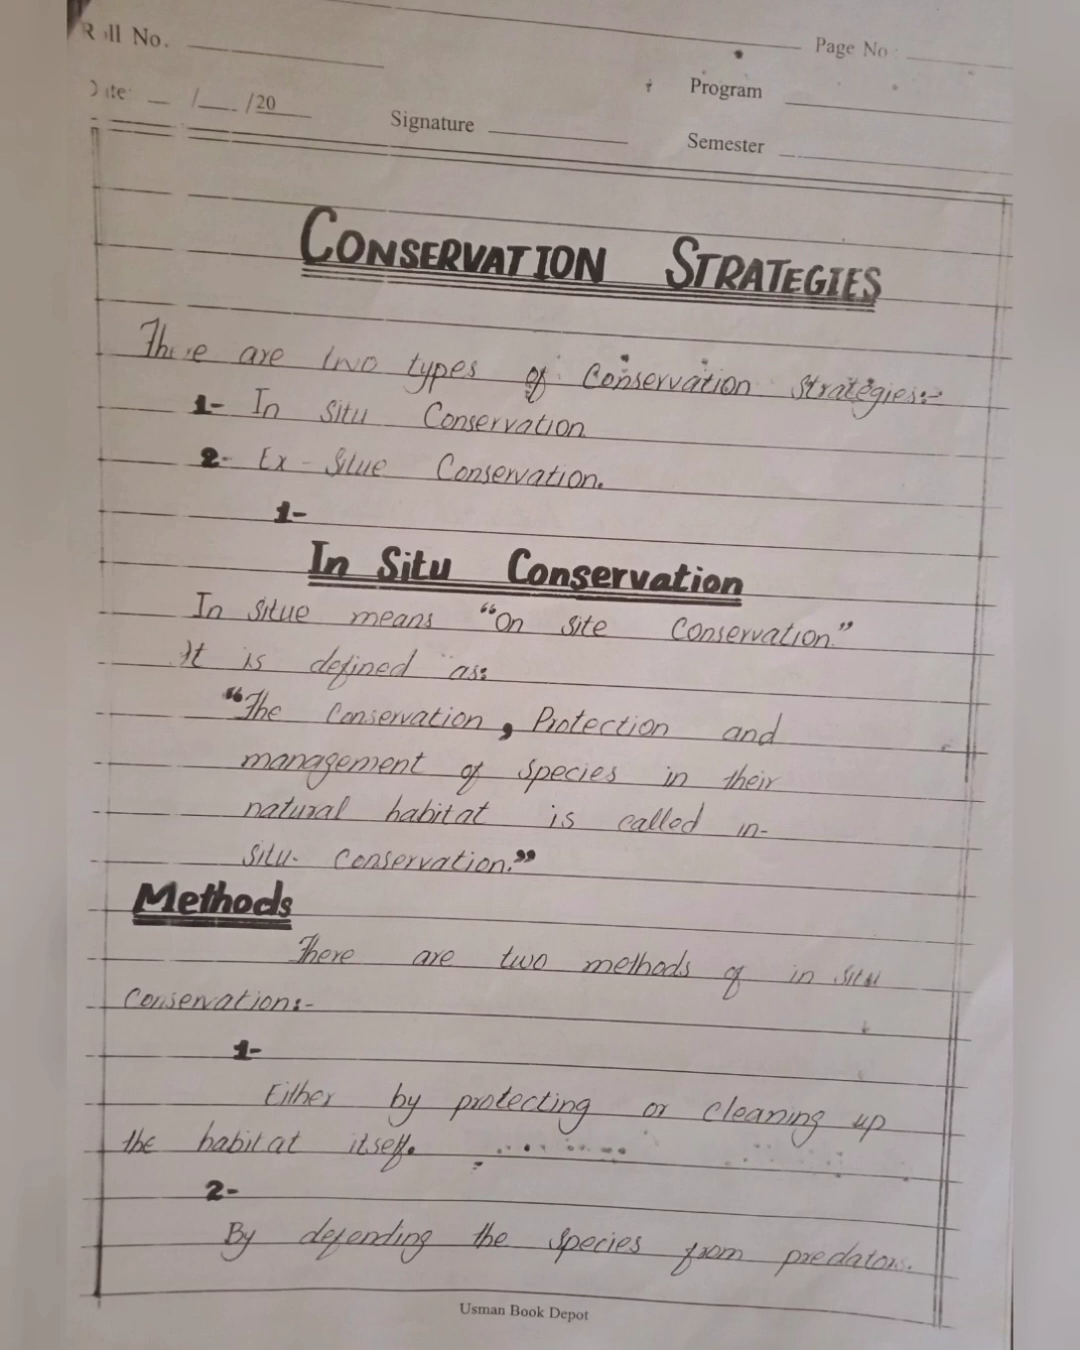 Roll No.
Page No
Program
Date / /20
Signature
Semester
CONSERVATION STRATEGIES
There are two types of Conservation Strategies:-
1- In Situ Conservation
2- Ex-Situe Conservation.
1-
In Situ Conservation
In situe means "On site Conservation."
It is defined as:
"The Conservation, Protection and
management of species in their
natural habitat is called in-
situ- Conservation."
Methods
There are two methods of in situ
Conservation:-
1-
Either by protecting or cleaning up
the habitat itself.
2-
By defending the species from predators.
Usman Book Depot